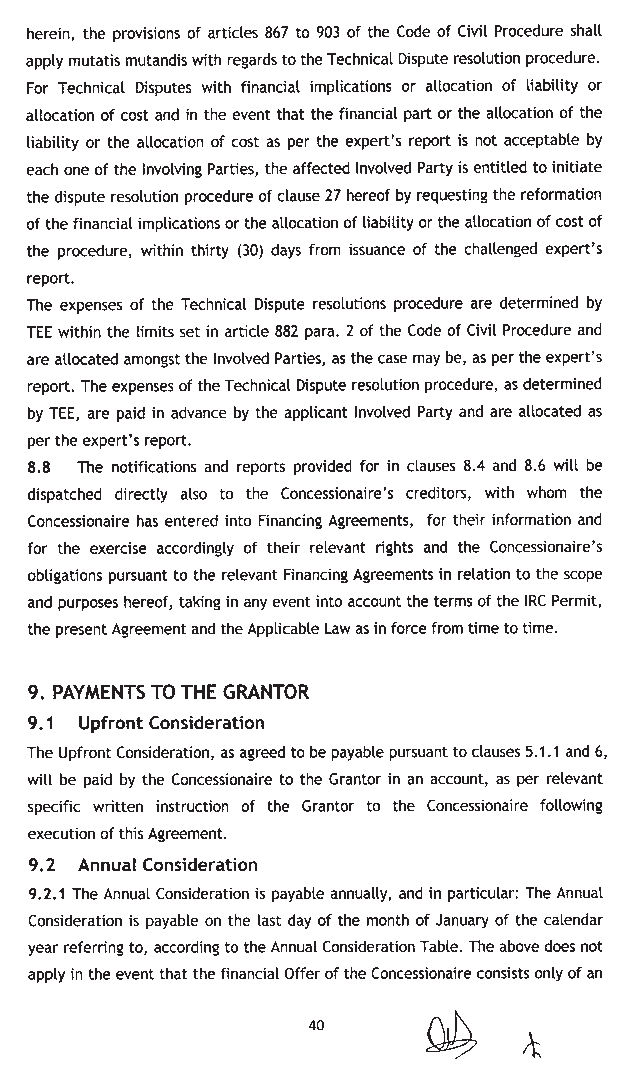 herein, the provisions of articles 867 to 903 of the Code of Civil Procedure shall
apply mutatis mutandis with regards to the Technical Dispute resolution procedure.
For Technical Disputes with financial implications or allocation of liability or
allocation of cost and in the event that the financial part or the allocation of the
liability or the allocation of cost as per the expert's report is not acceptable by
each one of the Involving Parties, the affected Involved Party is entitled to initiate
the dispute resolution procedure of clause 27 hereof by requesting the reformation
of the financial implications or the allocation of liability or the allocation of cost of
the procedure, within thirty (30) days from issuance of the challenged expert's
report.
The expenses of the Technical Dispute resolutions procedure are determined by
TEE within the limits set in article 882 para. 2 of the Code of Civil Procedure and
are allocated amongst the Involved Parties, as the case may be, as per the expert's
report. The expenses of the Technical Dispute resolution procedure, as determined
by TEE, are paid in advance by the applicant Involved Party and are allocated as
per the expert's report.
8.8 The notifications and reports provided for in clauses 8.4 and 8.6 will be
dispatched directly also to the Concessionaire's creditors, with whom the
Concessionaire has entered into Financing Agreements, for their information and
for the exercise accordingly of their relevant rights and the Concessionaire's
obligations pursuant to the relevant Financing Agreements in relation to the scope
and purposes hereof, taking in any event into account the terms of the IRC Permit,
the present Agreement and the Applicable Law as in force from time to time.
9. PAYMENTS TO THE GRANTOR
9.1 Upfront Consideration
The Upfront Consideration, as agreed to be payable pursuant to clauses 5.1.1 and 6,
will be paid by the Concessionaire to the Grantor in an account, as per relevant
specific written instruction of the Grantor to the Concessionaire following
execution of this Agreement.
9.2 Annual Consideration
9.2.1 The Annual Consideration is payable annually, and in particular: The Annual
Consideration is payable on the last day of the month of January of the calendar
year referring to, according to the Annual Consideration Table. The above does not
apply in the event that the financial Offer of the Concessionaire consists only of an
40